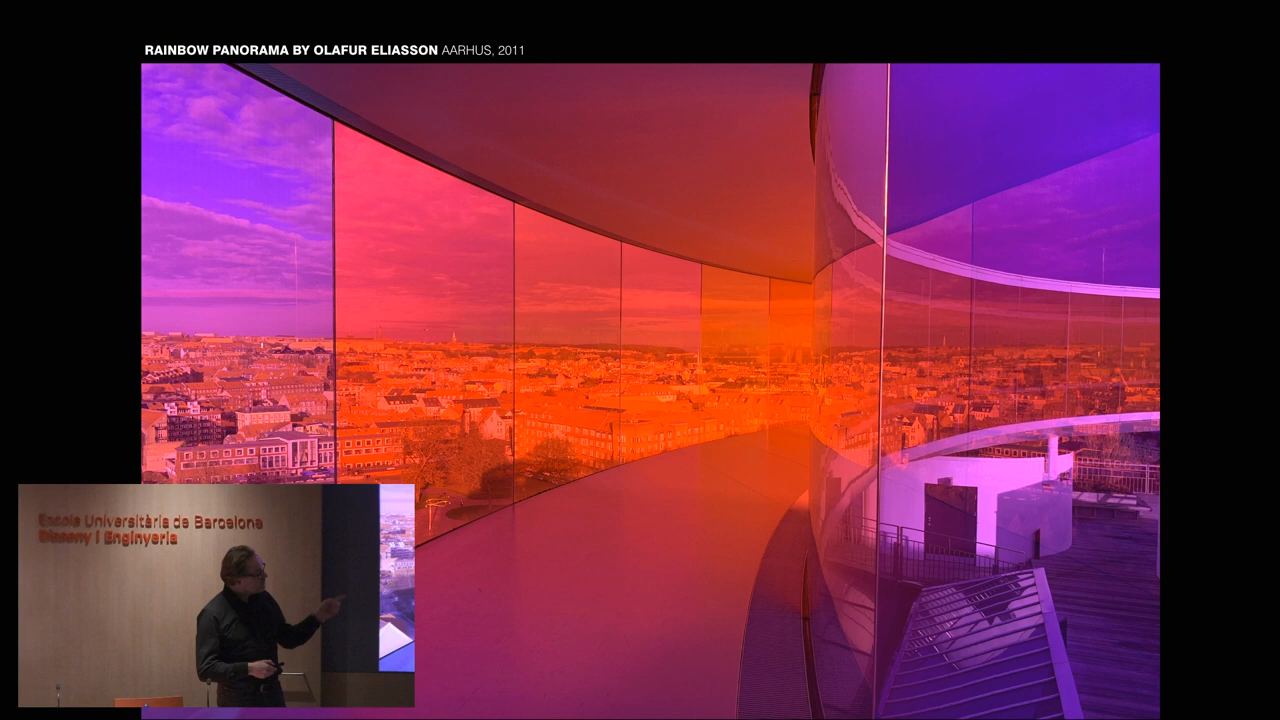 RAINBOW PANORAMA BY OLAFUR ELIASSON AARHUS, 2011
Escola Universitària de Barcelona
Disseny i Enginyeria